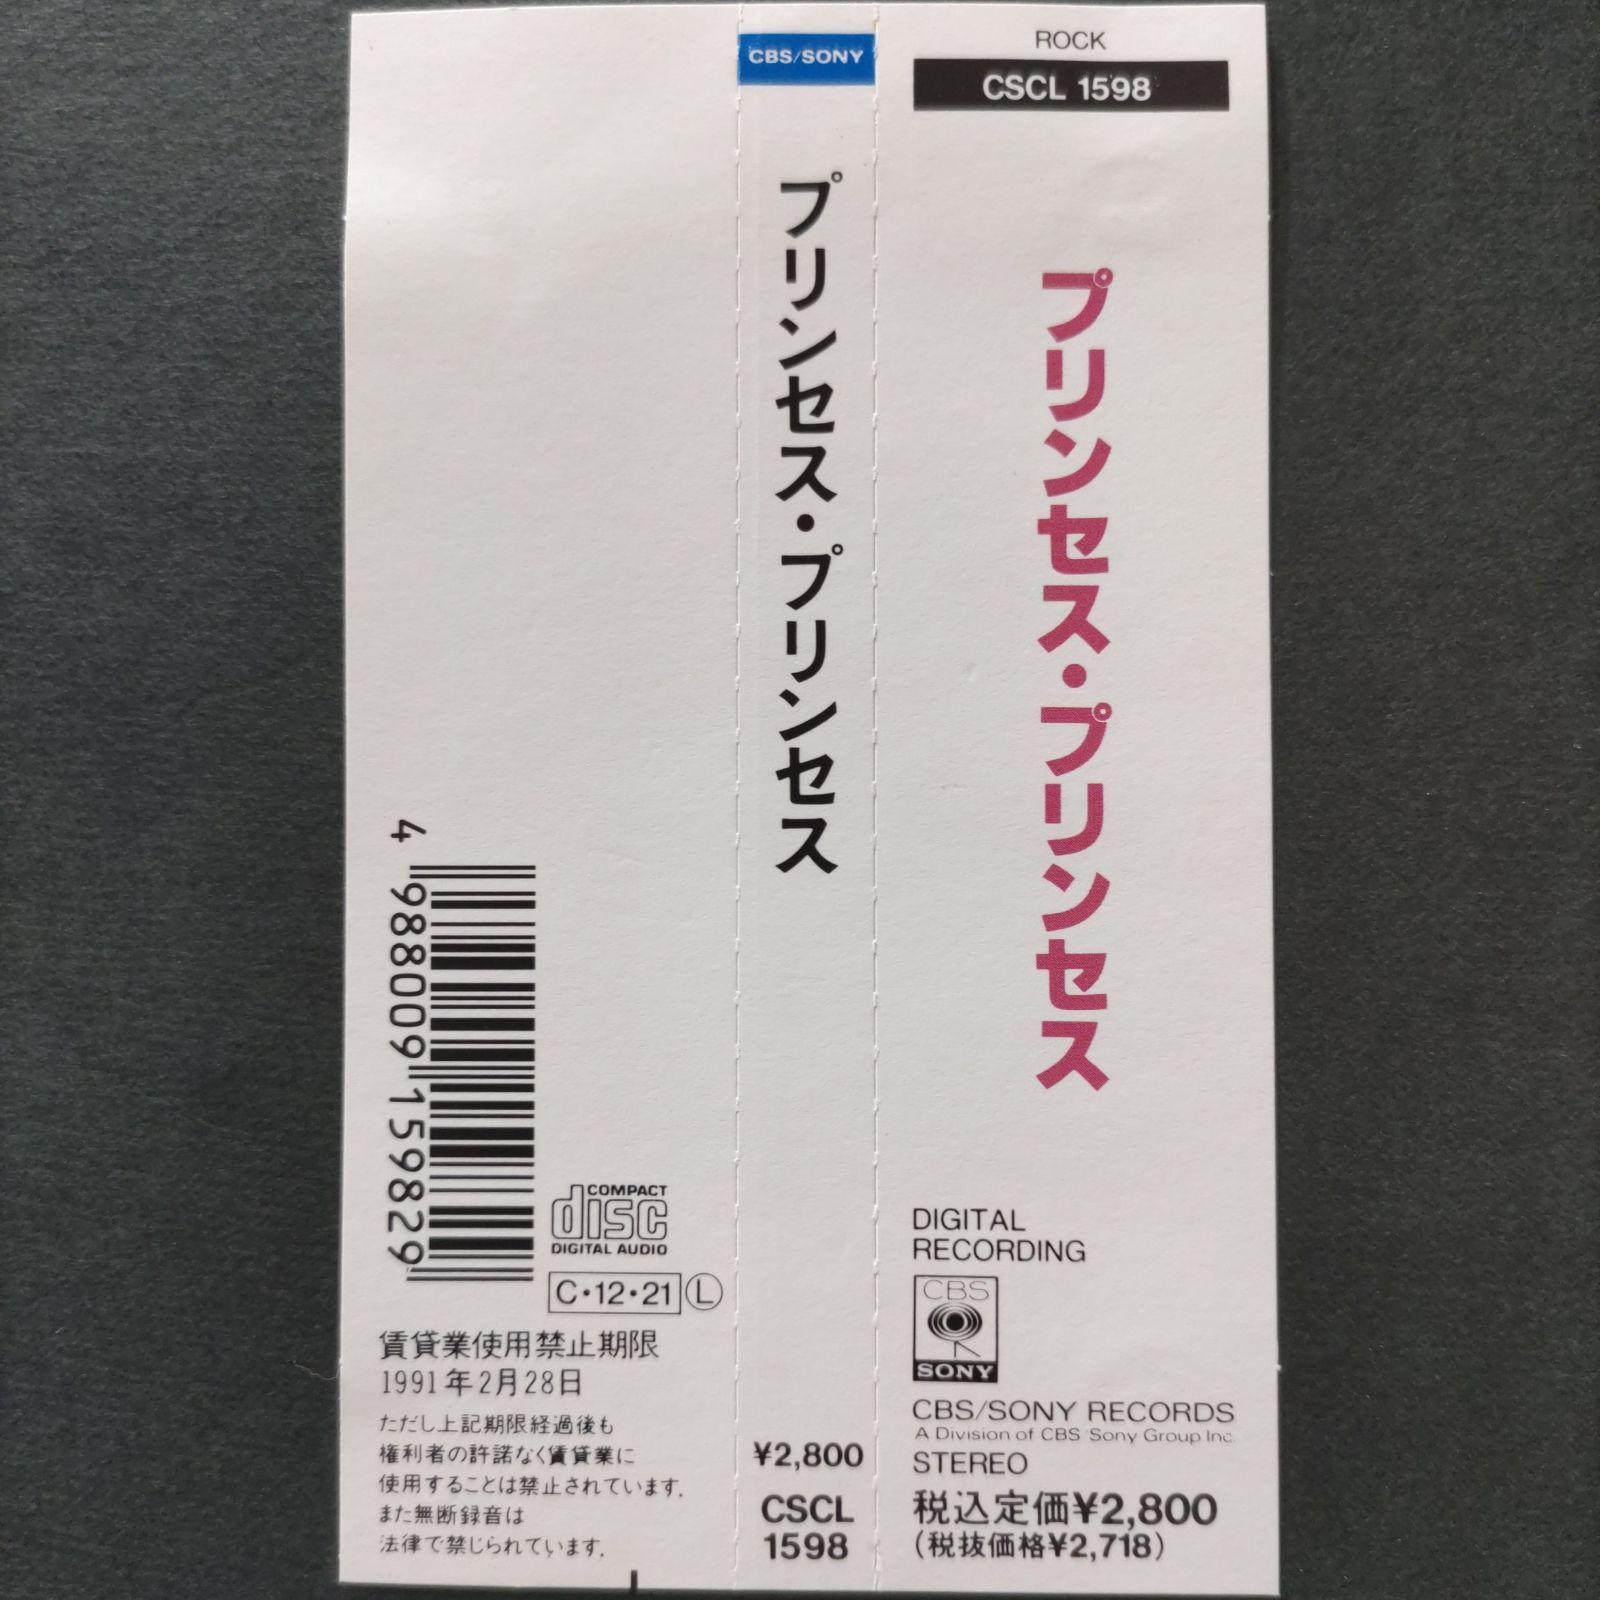 ROCK
CSCL 1598
プリンセス・プリンセス
DIGITAL
RECORDING
CBS
SONY
CBS/SONY RECORDS
A Division of CBS/Sony Group Inc.
STEREO
税込定価¥2,800
(税抜価格¥2,718)
CBS/SONY
プリンセス・プリンセス
¥2,800
CSCL
1598
4 988009 159829
COMPACT
disc
DIGITAL AUDIO
C・12・21 Ⓛ
賃貸業使用禁止期限
1991年2月28日
ただし上記期限経過後も
権利者の許諾なく賃貸業に
使用することは禁止されています.
また無断録音は
法律で禁じられています.